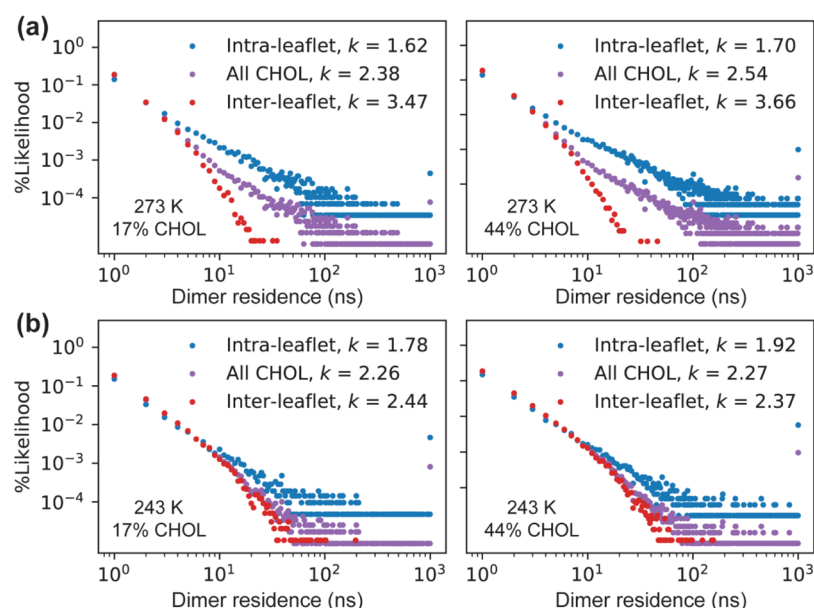 (a)
%Likelihood
10⁰
10⁻¹
10⁻²
10⁻³
10⁻⁴
Intra-leaflet, k = 1.62
All CHOL, k = 2.38
Inter-leaflet, k = 3.47
273 K
17% CHOL
10⁰ 10¹ 10² 10³
Dimer residence (ns)
Intra-leaflet, k = 1.70
All CHOL, k = 2.54
Inter-leaflet, k = 3.66
273 K
44% CHOL
10⁰ 10¹ 10² 10³
Dimer residence (ns)
(b)
%Likelihood
10⁰
10⁻¹
10⁻²
10⁻³
10⁻⁴
Intra-leaflet, k = 1.78
All CHOL, k = 2.26
Inter-leaflet, k = 2.44
243 K
17% CHOL
10⁰ 10¹ 10² 10³
Dimer residence (ns)
Intra-leaflet, k = 1.92
All CHOL, k = 2.27
Inter-leaflet, k = 2.37
243 K
44% CHOL
10⁰ 10¹ 10² 10³
Dimer residence (ns)